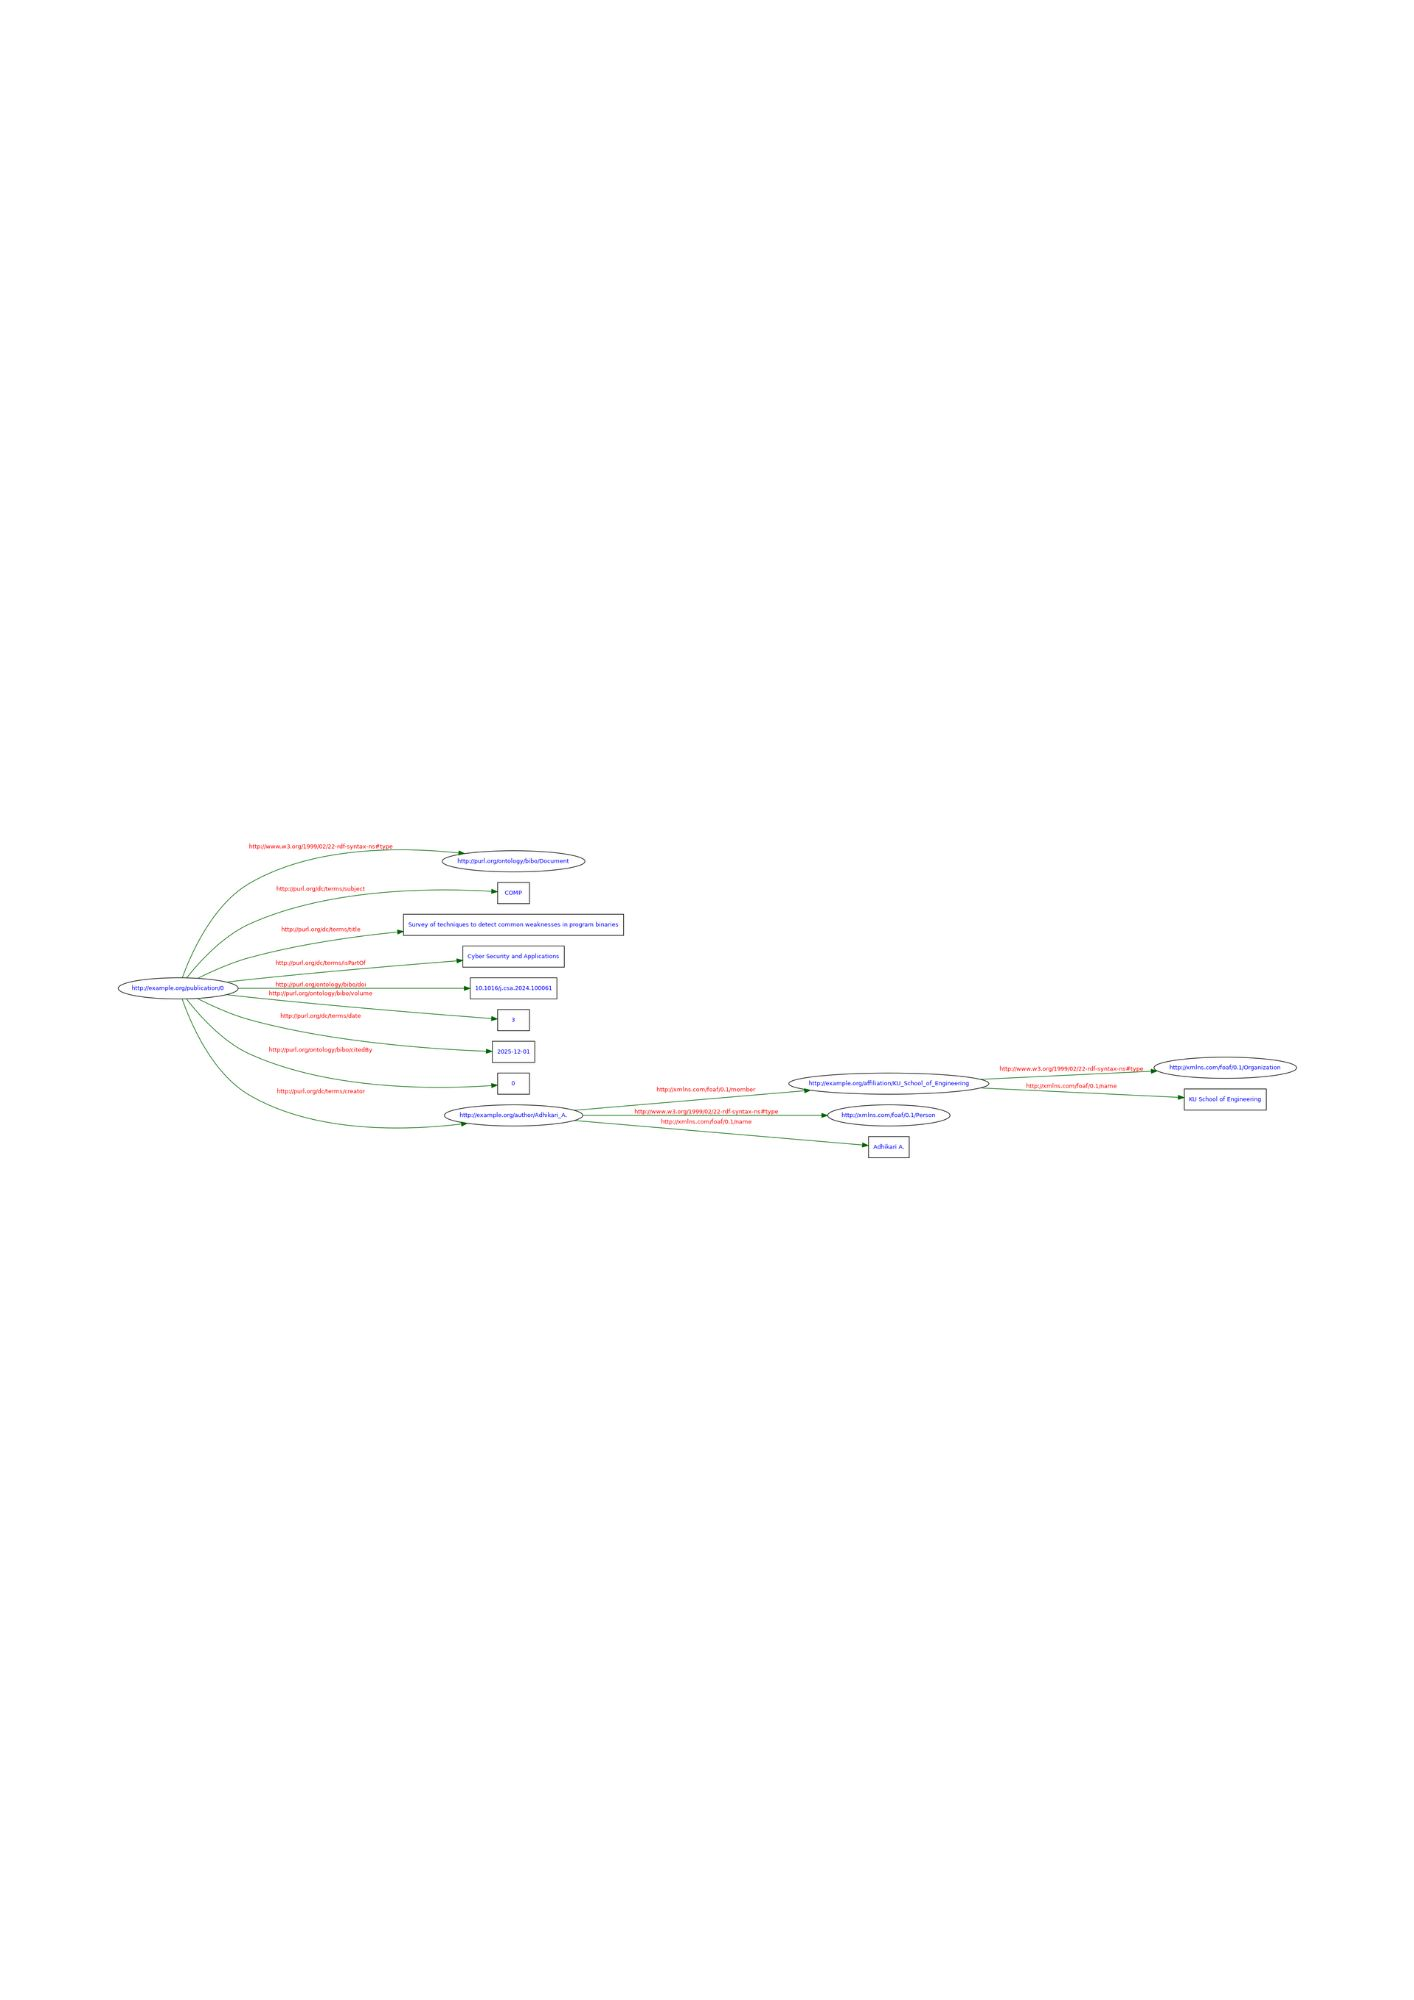 http://www.w3.org/1999/02/22-rdf-syntax-ns#type
http://purl.org/ontology/bibo/Document
http://purl.org/dc/terms/subject
COMP
http://purl.org/dc/terms/title
Survey of techniques to detect common weaknesses in program binaries
http://purl.org/dc/terms/isPartOf
Cyber Security and Applications
http://example.org/publication/0
http://purl.org/ontology/bibo/doi
10.1016/j.csa.2024.100061
http://purl.org/ontology/bibo/volume
3
http://purl.org/dc/terms/date
2025-12-01
http://purl.org/ontology/bibo/citedBy
0
http://purl.org/dc/terms/creator
http://example.org/author/Adhikari_A.
http://xmlns.com/foaf/0.1/member
http://example.org/affiliation/KU_School_of_Engineering
http://www.w3.org/1999/02/22-rdf-syntax-ns#type
http://xmlns.com/foaf/0.1/Organization
http://xmlns.com/foaf/0.1/name
KU School of Engineering
http://www.w3.org/1999/02/22-rdf-syntax-ns#type
http://xmlns.com/foaf/0.1/Person
http://xmlns.com/foaf/0.1/name
Adhikari A.